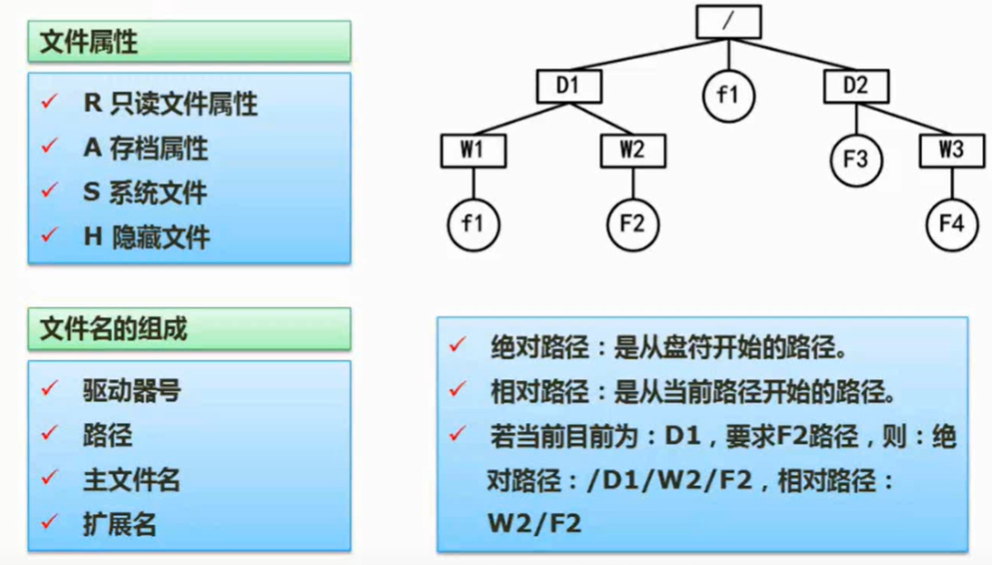 文件属性
R 只读文件属性
A 存档属性
S 系统文件
H 隐藏文件
/
D1
f1
D2
W1
W2
F3
W3
f1
F2
F4
文件名的组成
驱动器号
路径
主文件名
扩展名
绝对路径：是从盘符开始的路径。
相对路径：是从当前路径开始的路径。
若当前目前为：D1，要求F2路径，则：绝
对路径：/D1/W2/F2，相对路径：
W2/F2